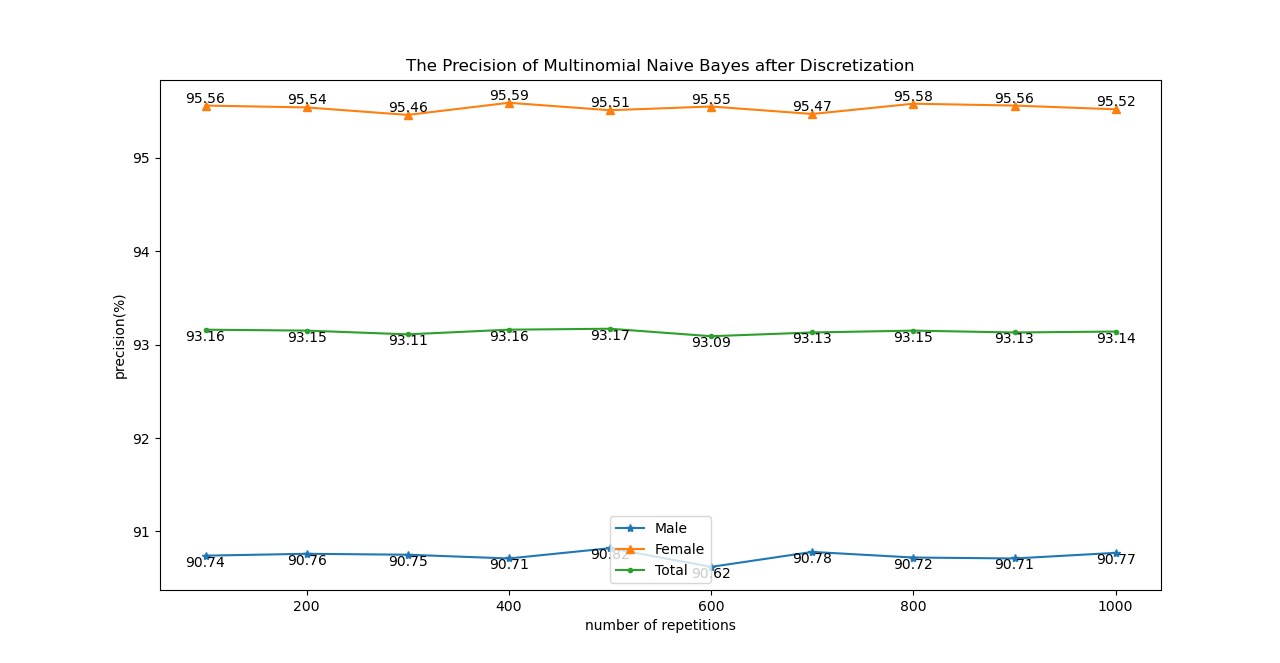 The Precision of Multinomial Naive Bayes after Discretization
precision(%)
95
94
93
92
91
95.56 95.54 95.46 95.59 95.51 95.55 95.47 95.58 95.56 95.52
93.16 93.15 93.11 93.16 93.17 93.09 93.13 93.15 93.13 93.14
90.74 90.76 90.75 90.71 90.82 90.62 90.78 90.72 90.71 90.77
Male
Female
Total
200 400 600 800 1000
number of repetitions